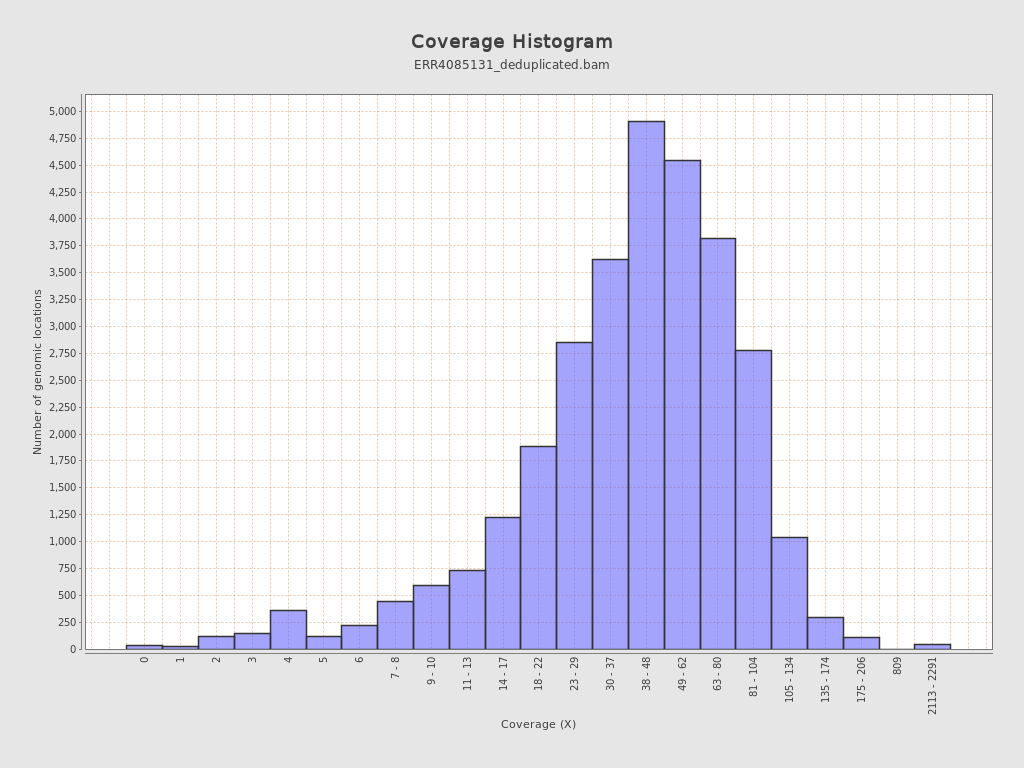 Coverage Histogram
ERR4085131_deduplicated.bam
Number of genomic locations
5,000
4,750
4,500
4,250
4,000
3,750
3,500
3,250
3,000
2,750
2,500
2,250
2,000
1,750
1,500
1,250
1,000
750
500
250
0
0
1
2
3
4
5
6
7 - 8
9 - 10
11 - 13
14 - 17
18 - 22
23 - 29
30 - 37
38 - 48
49 - 62
63 - 80
81 - 104
105 - 134
135 - 174
175 - 206
809
2113 - 2291
Coverage (X)